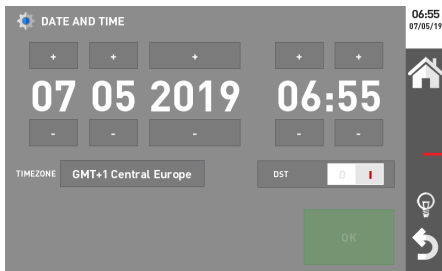 DATE AND TIME
06:55
07/05/19
+ + + + +
07 05 2019 06:55
- - - - -
TIMEZONE GMT+1 Central Europe DST 0 I
OK